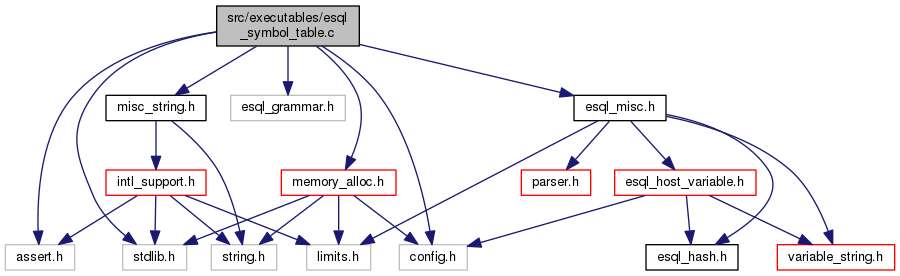 src/executables/esql
_symbol_table.c
misc_string.h
esql_grammar.h
esql_misc.h
intl_support.h
memory_alloc.h
parser.h
esql_host_variable.h
assert.h
stdlib.h
string.h
limits.h
config.h
esql_hash.h
variable_string.h